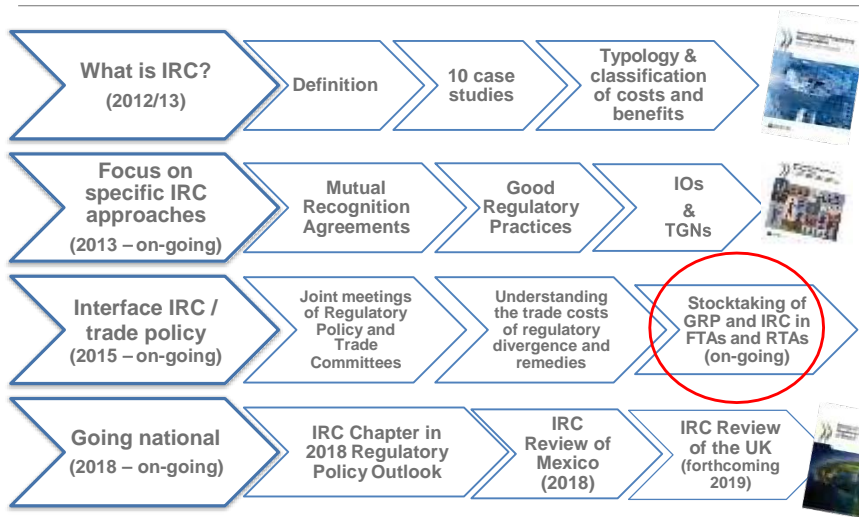 What is IRC?
(2012/13)
Definition
10 case
studies
Typology &
classification
of costs and
benefits
Focus on
specific IRC
approaches
(2013 – on-going)
Mutual
Recognition
Agreements
Good
Regulatory
Practices
IOs
&
TGNs
Interface IRC /
trade policy
(2015 – on-going)
Joint meetings
of Regulatory
Policy and
Trade
Committees
Understanding
the trade costs
of regulatory
divergence and
remedies
Stocktaking of
GRP and IRC in
FTAs and RTAs
(on-going)
Going national
(2018 – on-going)
IRC Chapter in
2018 Regulatory
Policy Outlook
IRC
Review of
Mexico
(2018)
IRC Review
of the UK
(forthcoming
2019)